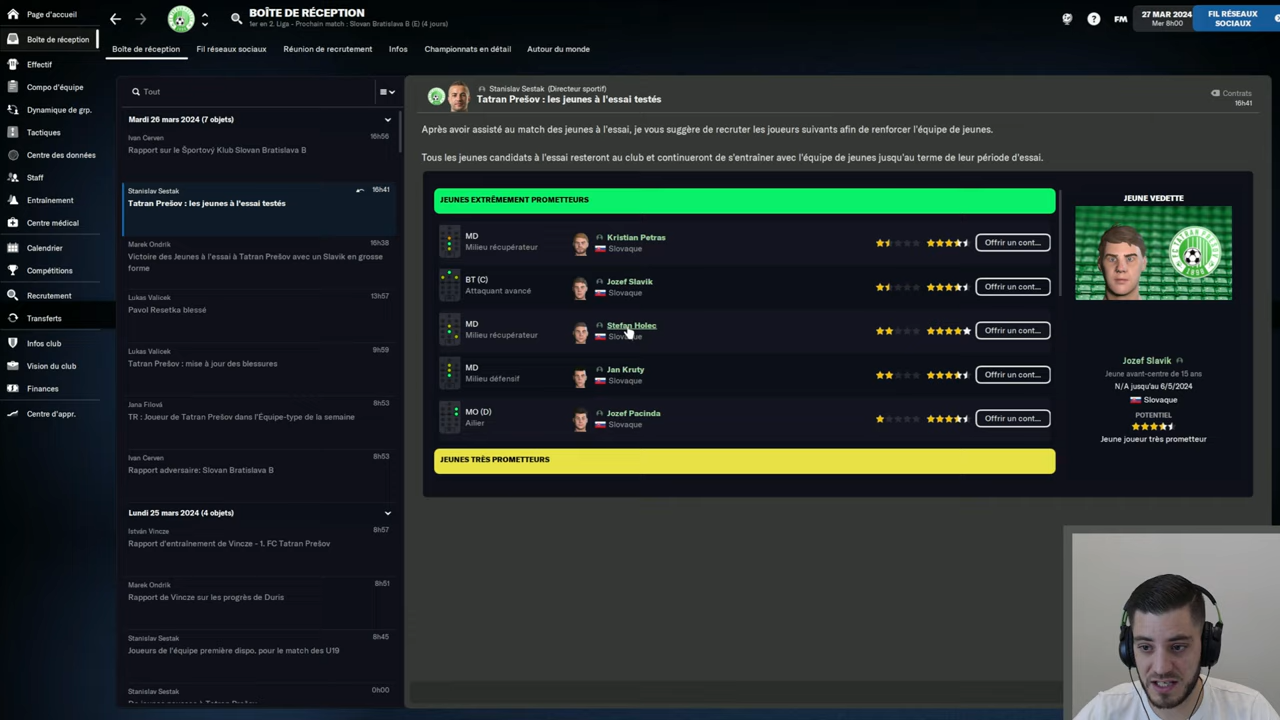 Page d'accueil
Boîte de réception
Effectif
Compo d'équipe
Dynamique de grp.
Tactiques
Centre des données
Staff
Entraînement
Centre médical
Calendrier
Compétitions
Recrutement
Transferts
Infos club
Vision du club
Finances
Centre d'appr.
BOÎTE DE RÉCEPTION
1er en 2. Liga - Prochain match : Slovan Bratislava B (E) (4 jours)
FM
27 MAR 2024
Mer 8h00
FIL RÉSEAUX
SOCIAUX
Boîte de réception
Fil réseaux sociaux
Réunion de recrutement
Infos
Championnats en détail
Autour du monde
Tout
Mardi 26 mars 2024 (7 objets)
Ivan Cerven 16h56
Rapport sur le Športový Klub Slovan Bratislava B
Stanislav Sestak 16h41
Tatran Prešov : les jeunes à l'essai testés
Marek Ondrik 16h38
Victoire des Jeunes à l'essai à Tatran Prešov avec un Slavik en grosse
forme
Lukas Valicek 13h57
Pavol Resetka blessé
Lukas Valicek 9h59
Tatran Prešov : mise à jour des blessures
Jana Filová 8h53
TR : Joueur de Tatran Prešov dans l'Équipe-type de la semaine
Ivan Cerven 8h53
Rapport adversaire: Slovan Bratislava B
Lundi 25 mars 2024 (4 objets)
István Vincze 8h57
Rapport d'entraînement de Vincze - 1. FC Tatran Prešov
Marek Ondrik 8h51
Rapport de Vincze sur les progrès de Duris
Stanislav Sestak 8h45
Joueurs de l'équipe première dispo. pour le match des U19
Stanislav Sestak 0h00
Stanislav Sestak (Directeur sportif)
Tatran Prešov : les jeunes à l'essai testés
Contrats
16h41
Après avoir assisté au match des jeunes à l'essai, je vous suggère de recruter les joueurs suivants afin de renforcer l'équipe de jeunes.
Tous les jeunes candidats à l'essai resteront au club et continueront de s'entraîner avec l'équipe de jeunes jusqu'au terme de leur période d'essai.
JEUNES EXTRÊMEMENT PROMETTEURS
MD Kristian Petras
Milieu récupérateur Slovaque
Offrir un cont...
BT (C) Jozef Slavik
Attaquant avancé Slovaque
Offrir un cont...
MD Stefan Holec
Milieu récupérateur Slovaque
Offrir un cont...
MD Jan Kruty
Milieu défensif Slovaque
Offrir un cont...
MO (D) Jozef Pacinda
Ailier Slovaque
Offrir un cont...
JEUNES TRÈS PROMETTEURS
JEUNE VEDETTE
Jozef Slavik
Jeune avant-centre de 15 ans
N/A jusqu'au 6/5/2024
Slovaque
POTENTIEL
Jeune joueur très prometteur